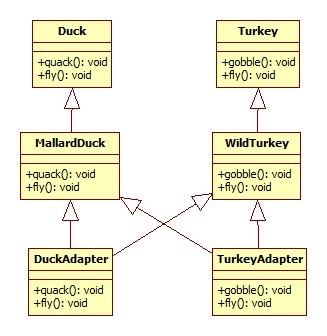 Duck
+quack(): void
+fly(): void
Turkey
+gobble(): void
+fly(): void
MallardDuck
+quack(): void
+fly(): void
WildTurkey
+gobble(): void
+fly(): void
DuckAdapter
+quack(): void
+fly(): void
TurkeyAdapter
+gobble(): void
+fly(): void